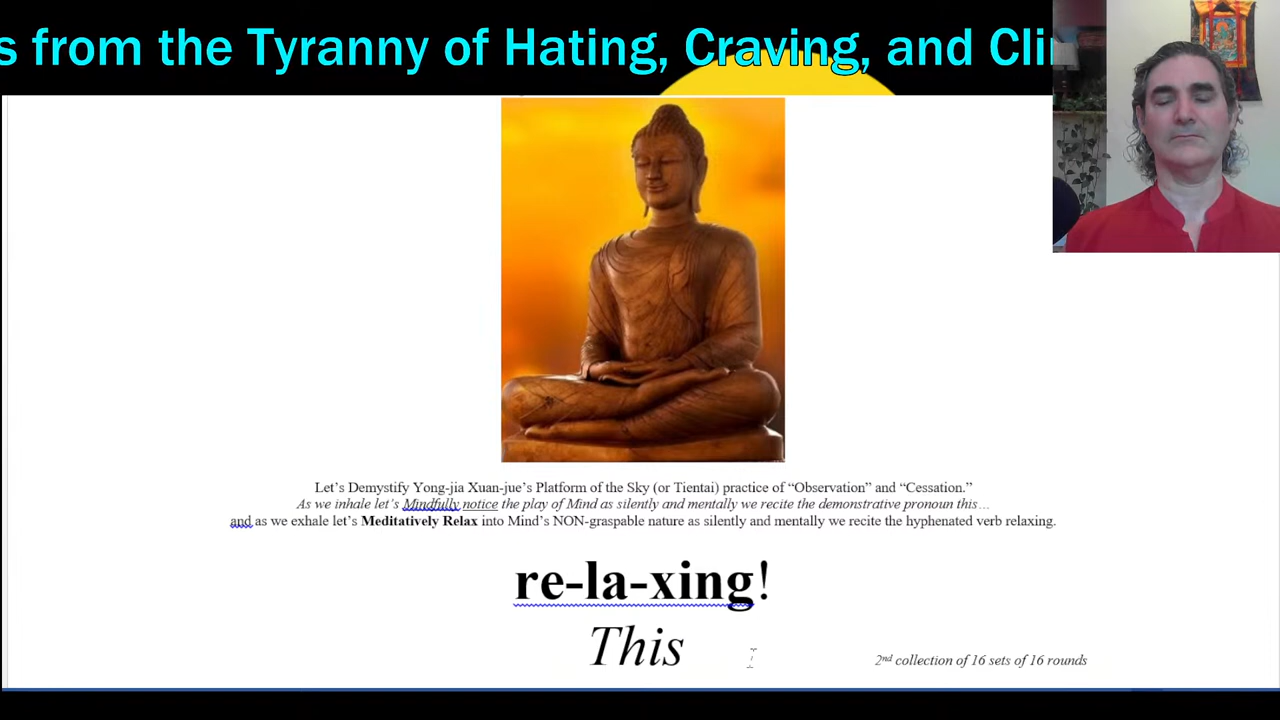 s from the Tyranny of Hating, Craving, and Cli
Let's Demystify Yong-jia Xuan-jue's Platform of the Sky (or Tientai) practice of “Observation” and “Cessation.”
As we inhale let's Mindfully notice the play of Mind as silently and mentally we recite the demonstrative pronoun this…
and as we exhale let's Meditatively Relax into Mind's NON-graspable nature as silently and mentally we recite the hyphenated verb relaxing.
re-la-xing!
This
2nd collection of 16 sets of 16 rounds